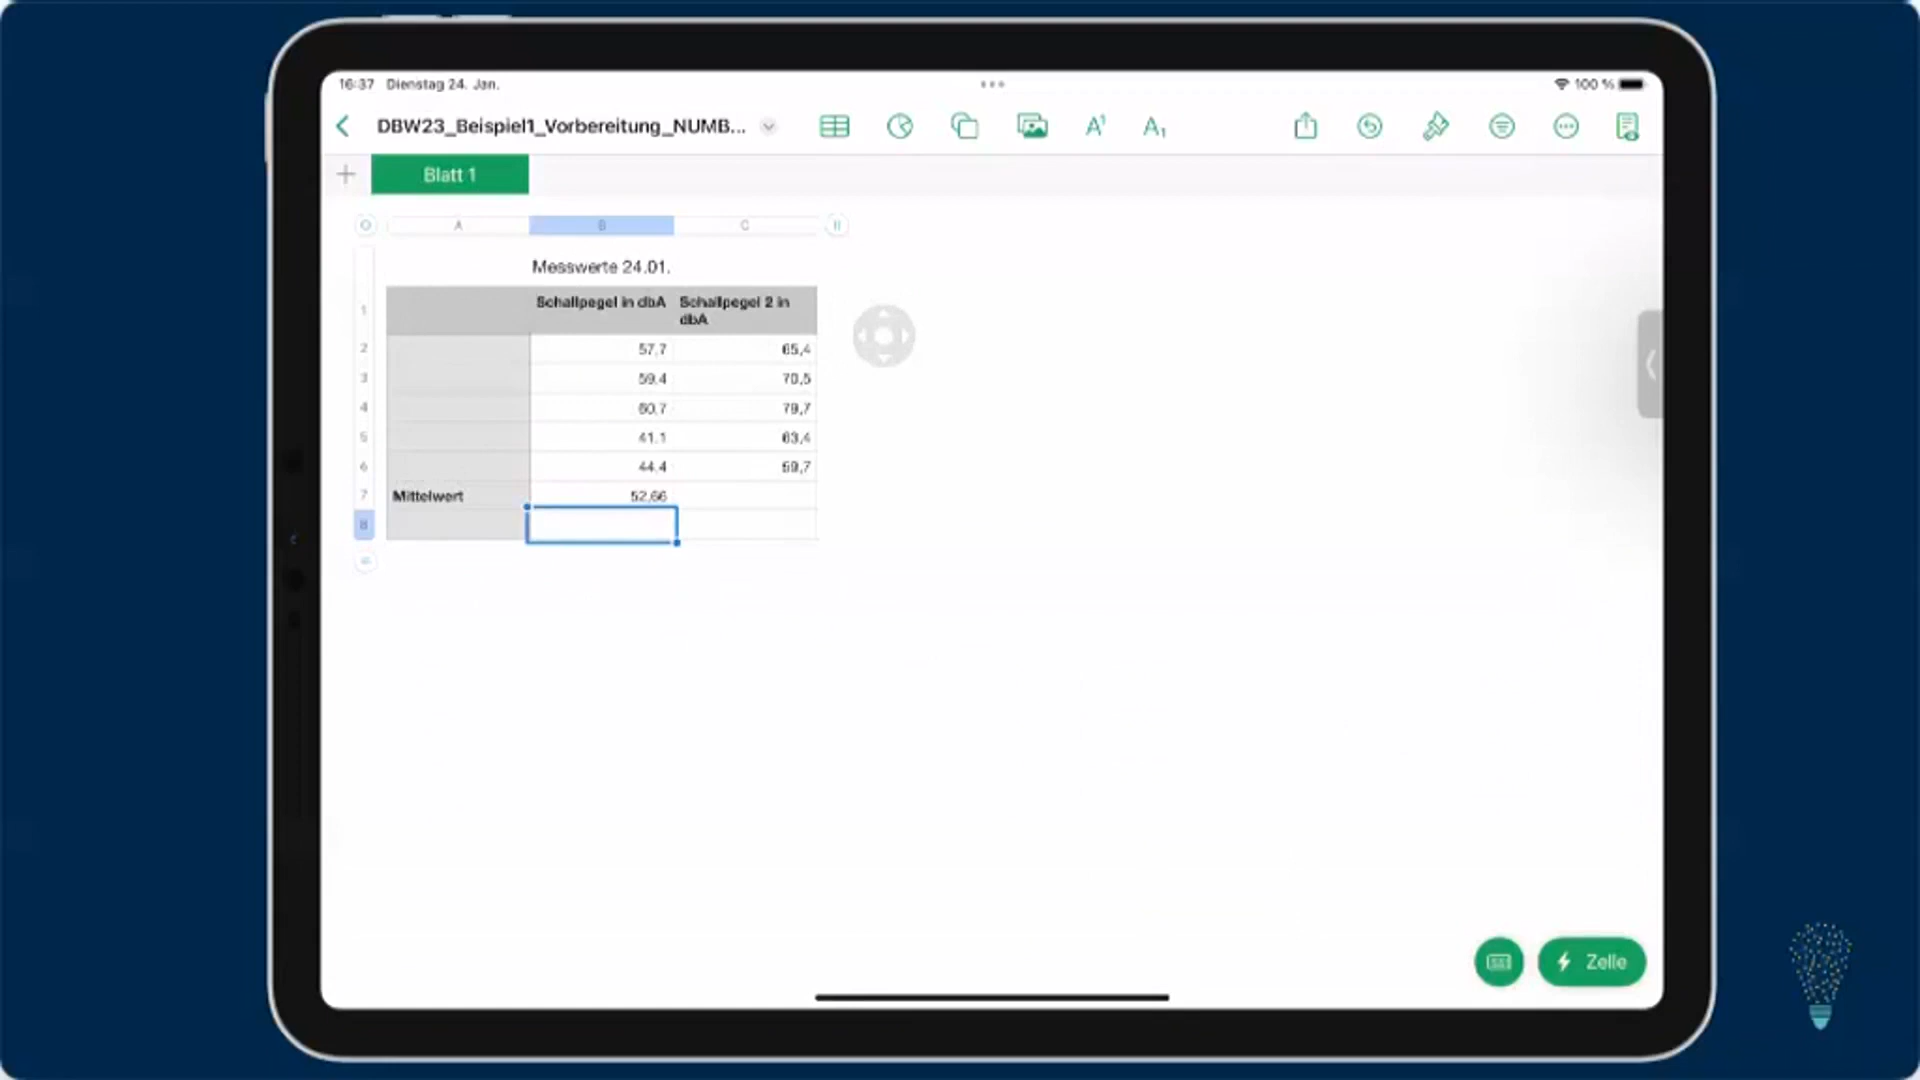 16:37 Dienstag 24. Jan.
100 %
DBW23_Beispiel1_Vorbereitung_NUMB...
Blatt 1
A B C
Messwerte 24.01.
1 Schallpegel in dbA Schallpegel 2 in dbA
2 57,7 65,4
3 59,4 70,5
4 60,7 79,7
5 41,1 63,4
6 44,4 59,7
7 Mittelwert 52,66
8
Zelle